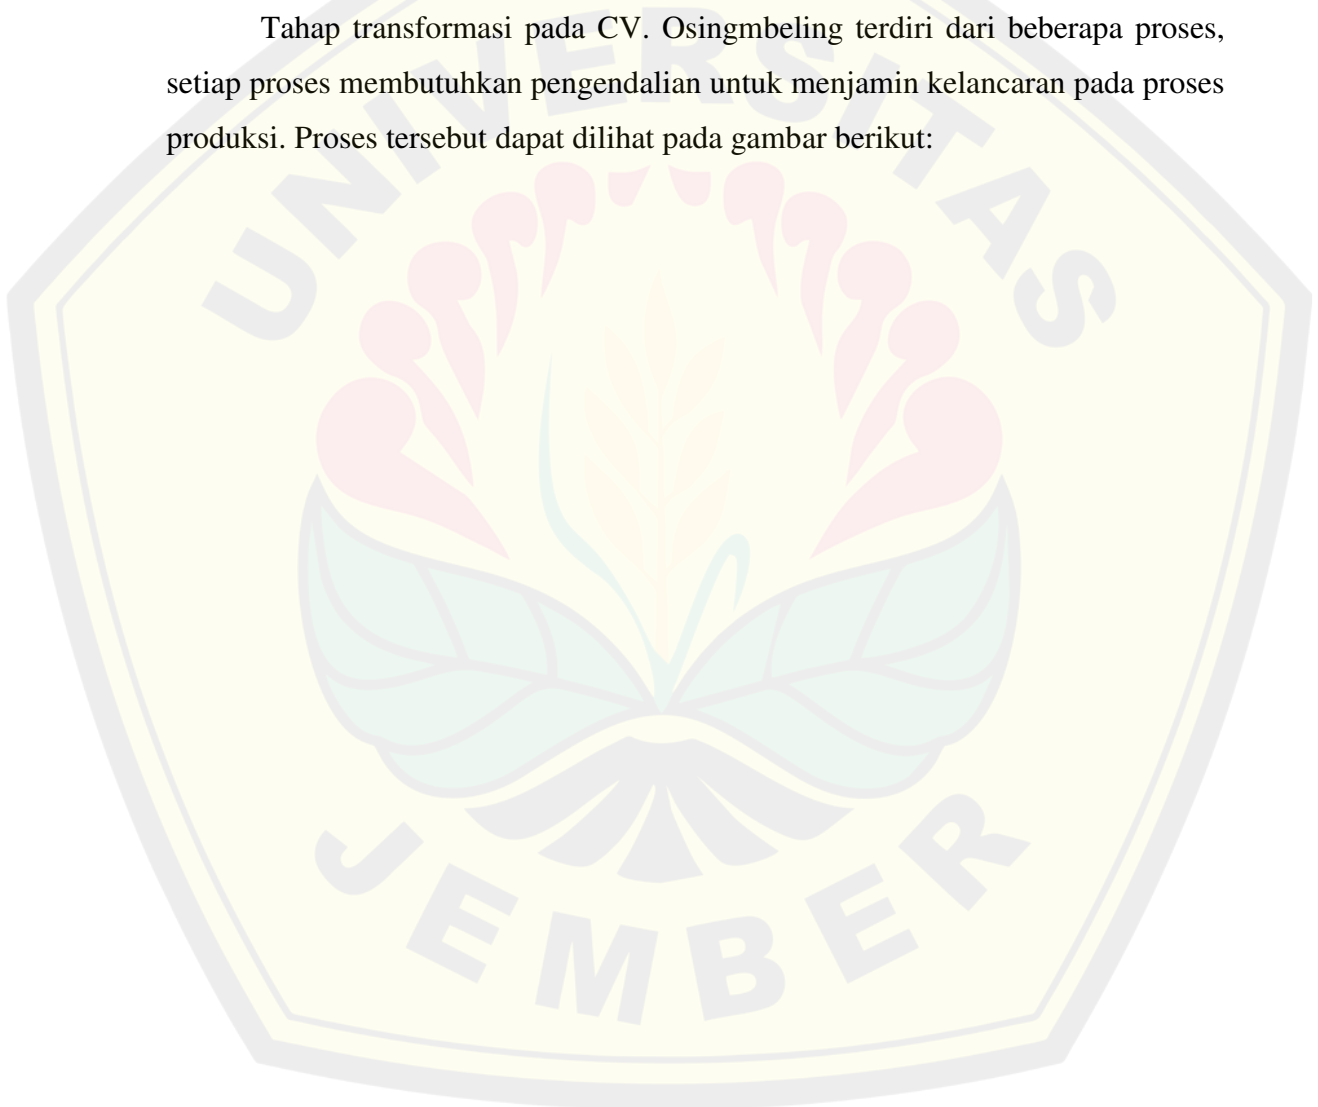 Tahap transformasi pada CV. Osingmbeling terdiri dari beberapa proses,
setiap proses membutuhkan pengendalian untuk menjamin kelancaran pada proses
produksi. Proses tersebut dapat dilihat pada gambar berikut:
UNIVERSITAS
JEMBER